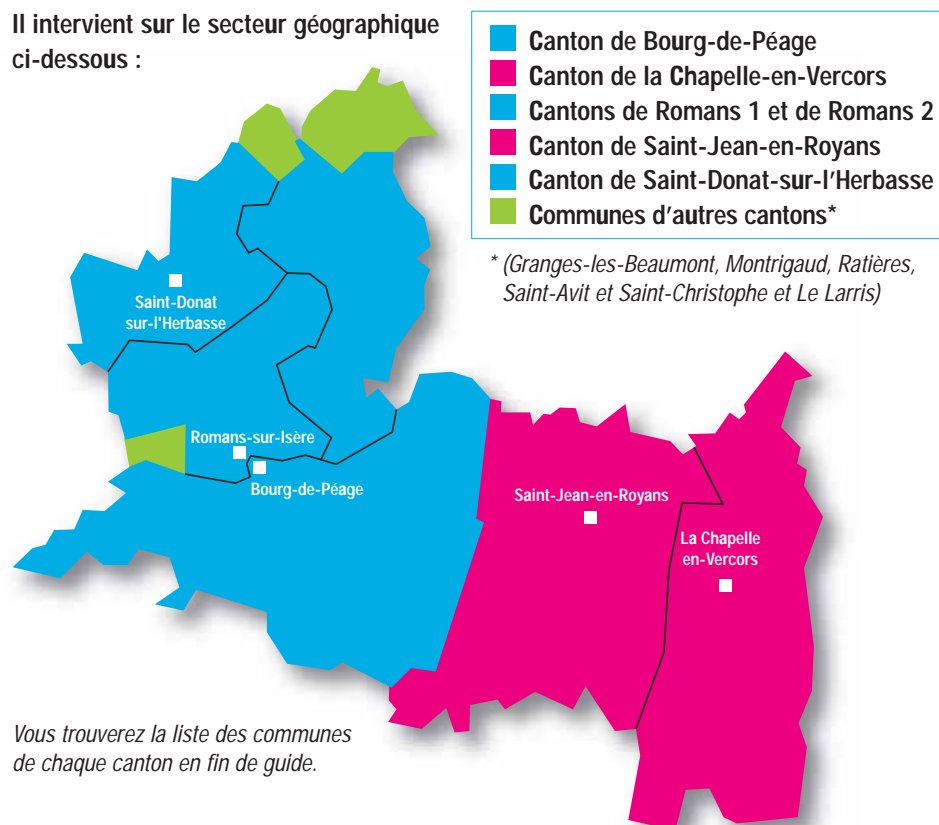 Il intervient sur le secteur géographique
ci-dessous :
Canton de Bourg-de-Péage
Canton de la Chapelle-en-Vercors
Cantons de Romans 1 et de Romans 2
Canton de Saint-Jean-en-Royans
Canton de Saint-Donat-sur-l'Herbasse
Communes d'autres cantons*
* (Granges-les-Beaumont, Montrigaud, Ratières,
Saint-Avit et Saint-Christophe et Le Larris)
Saint-Donat
sur-l'Herbasse
Romans-sur-Isère
Bourg-de-Péage
Saint-Jean-en-Royans
La Chapelle
en-Vercors
Vous trouverez la liste des communes
de chaque canton en fin de guide.